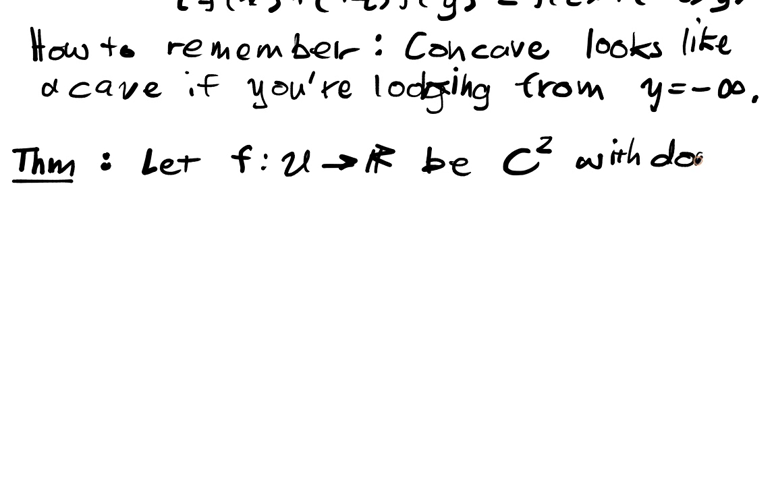 How to remember: Concave looks like
a cave if you're lodging from y=-∞.
Thm: Let f: U → ℝ be C² with do